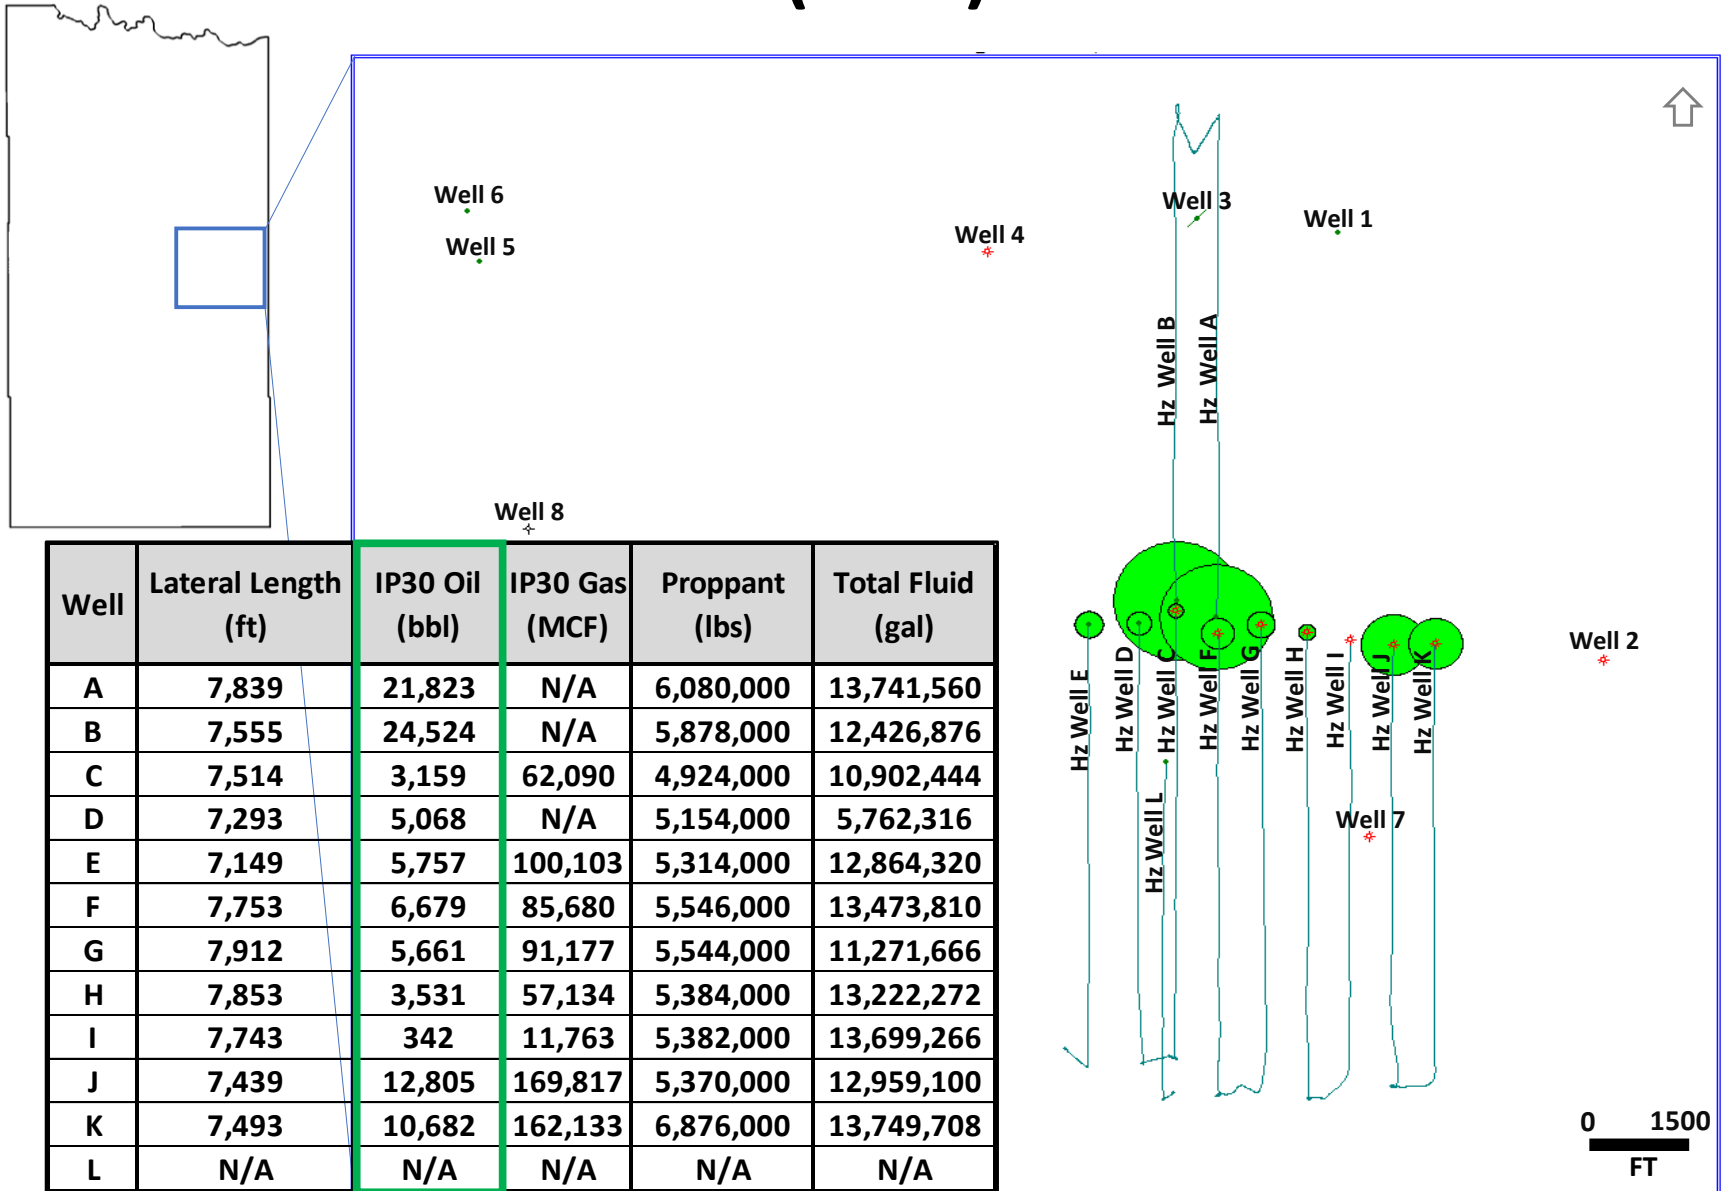 Well 6
Well 5
Well 4
Well 3
Well 1
Hz Well B
Hz Well A
Well 8
Well 2
Hz Well E
Hz Well D
Hz Well C
Hz Well F
Hz Well G
Hz Well H
Hz Well I
Hz Well J
Hz Well K
Hz Well L
Well 7
0 1500
FT
Well Lateral Length (ft) IP30 Oil (bbl) IP30 Gas (MCF) Proppant (lbs) Total Fluid (gal)
A 7,839 21,823 N/A 6,080,000 13,741,560
B 7,555 24,524 N/A 5,878,000 12,426,876
C 7,514 3,159 62,090 4,924,000 10,902,444
D 7,293 5,068 N/A 5,154,000 5,762,316
E 7,149 5,757 100,103 5,314,000 12,864,320
F 7,753 6,679 85,680 5,546,000 13,473,810
G 7,912 5,661 91,177 5,544,000 11,271,666
H 7,853 3,531 57,134 5,384,000 13,222,272
I 7,743 342 11,763 5,382,000 13,699,266
J 7,439 12,805 169,817 5,370,000 12,959,100
K 7,493 10,682 162,133 6,876,000 13,749,708
L N/A N/A N/A N/A N/A